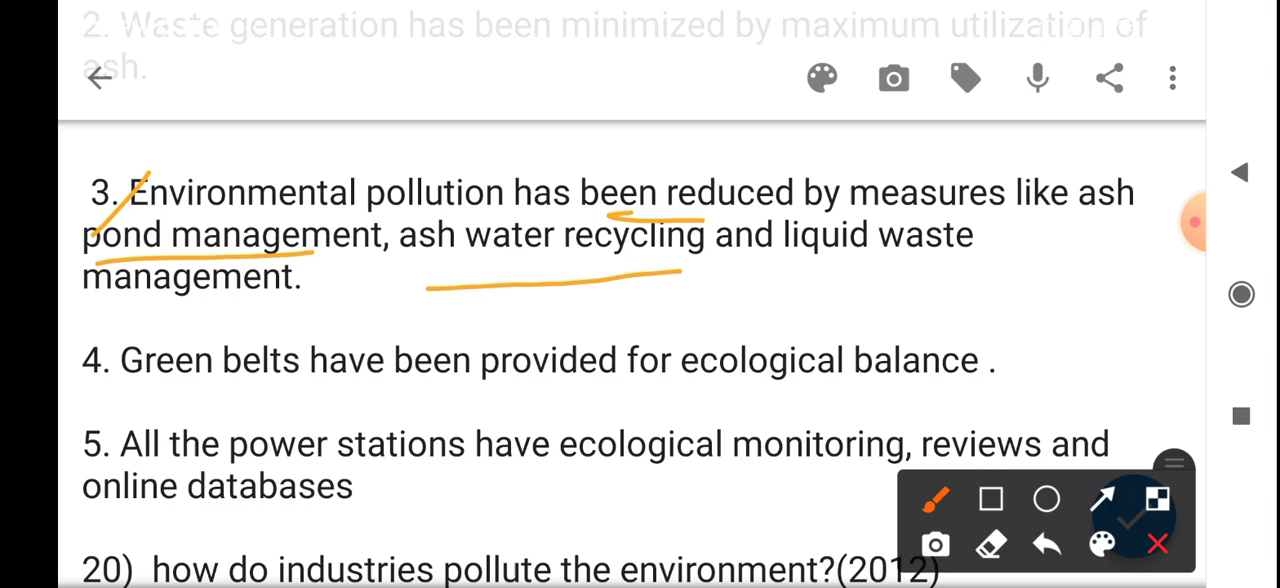 2. Waste generation has been minimized by maximum utilization of
ash.
3. Environmental pollution has been reduced by measures like ash
pond management, ash water recycling and liquid waste
management.
4. Green belts have been provided for ecological balance .
5. All the power stations have ecological monitoring, reviews and
online databases
20) how do industries pollute the environment?(2012)